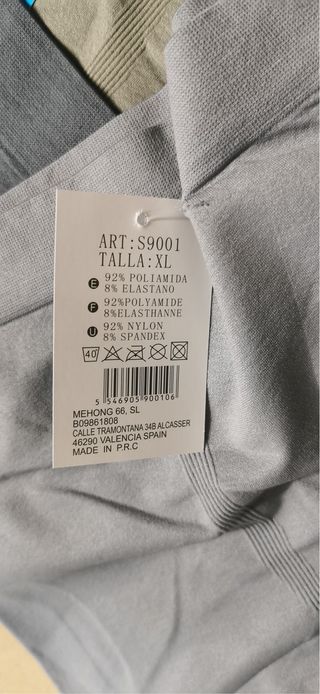 ART:S9001
TALLA:XL
E 92% POLIAMIDA
8% ELASTANO
F 92%POLYAMIDE
8%ELASTHANNE
U 92% NYLON
8% SPANDEX
40
5 546905 900106
MEHONG 66, SL
B09861808
CALLE TRAMONTANA 34B ALCASSER
46290 VALENCIA SPAIN
MADE IN P.R.C